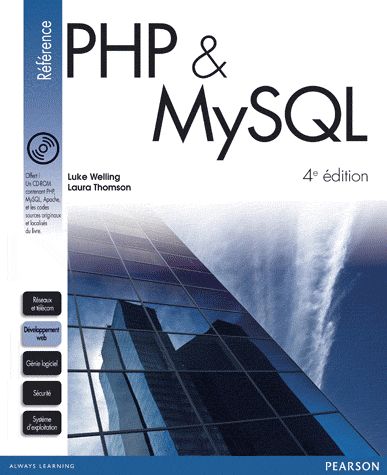 Référence
PHP &
MySQL
Luke Welling
Laura Thomson
4e édition
Offert !
Un CD-ROM
contenant PHP,
MySQL, Apache,
et les codes
sources originaux
et localisés
du livre.
Réseaux
et télécom
Développement
web
Génie logiciel
Sécurité
Système
d'exploitation
ALWAYS LEARNING
PEARSON